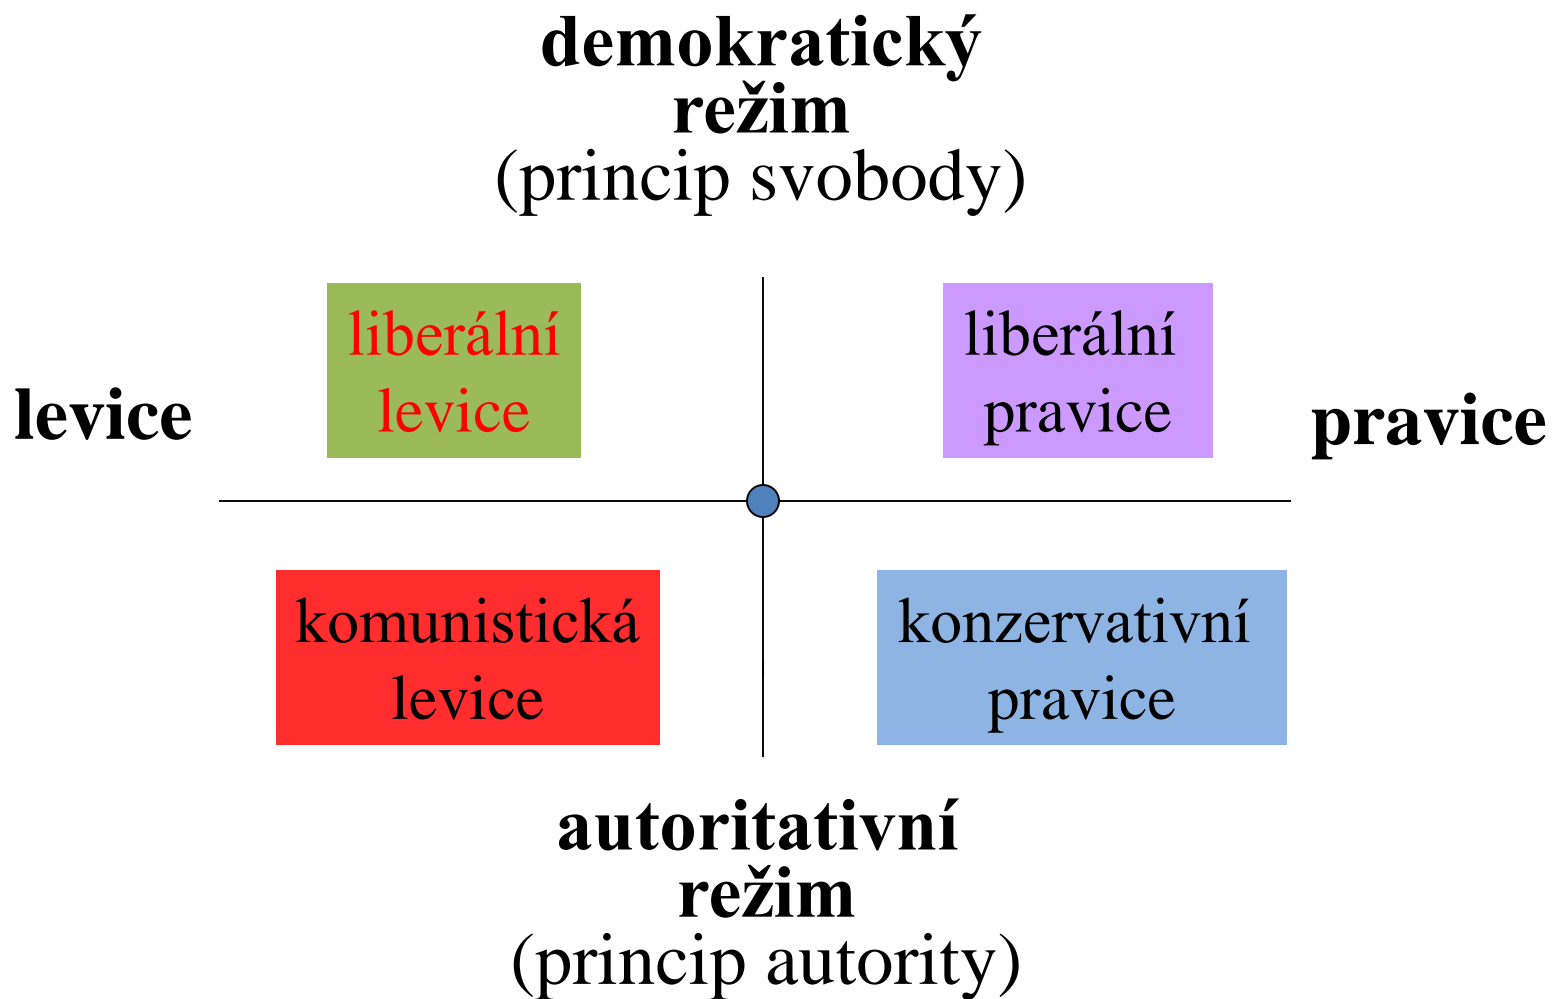 demokratický
režim
(princip svobody)
liberální
levice
liberální
pravice
levice
pravice
komunistická
levice
konzervativní
pravice
autoritativní
režim
(princip autority)